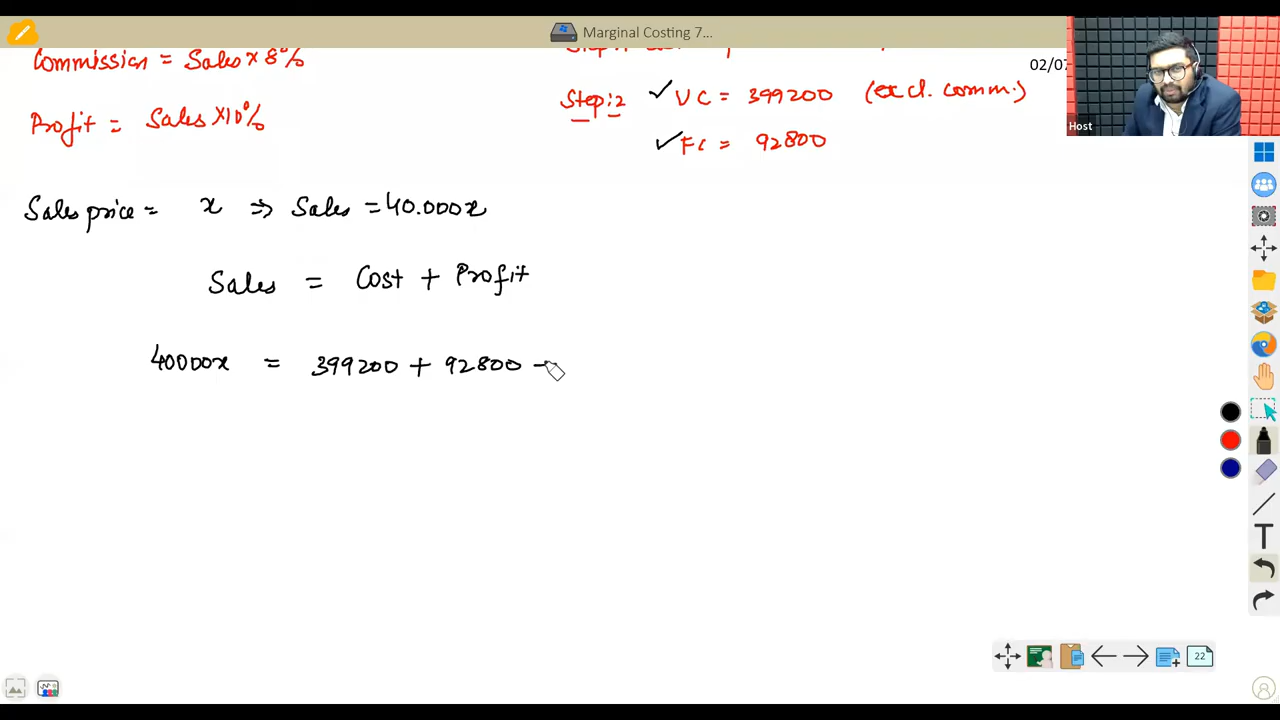 Marginal Costing 7...
Commission = Sales x 8%
Profit = Sales x 10%
02/0
Host
Step:2 ✓ VC = 399200 (excl. comm.)
✓ FC = 92800
Sales price = x ⇒ Sales = 40.000x
Sales = Cost + Profit
40000x = 399200 + 92800
T
22